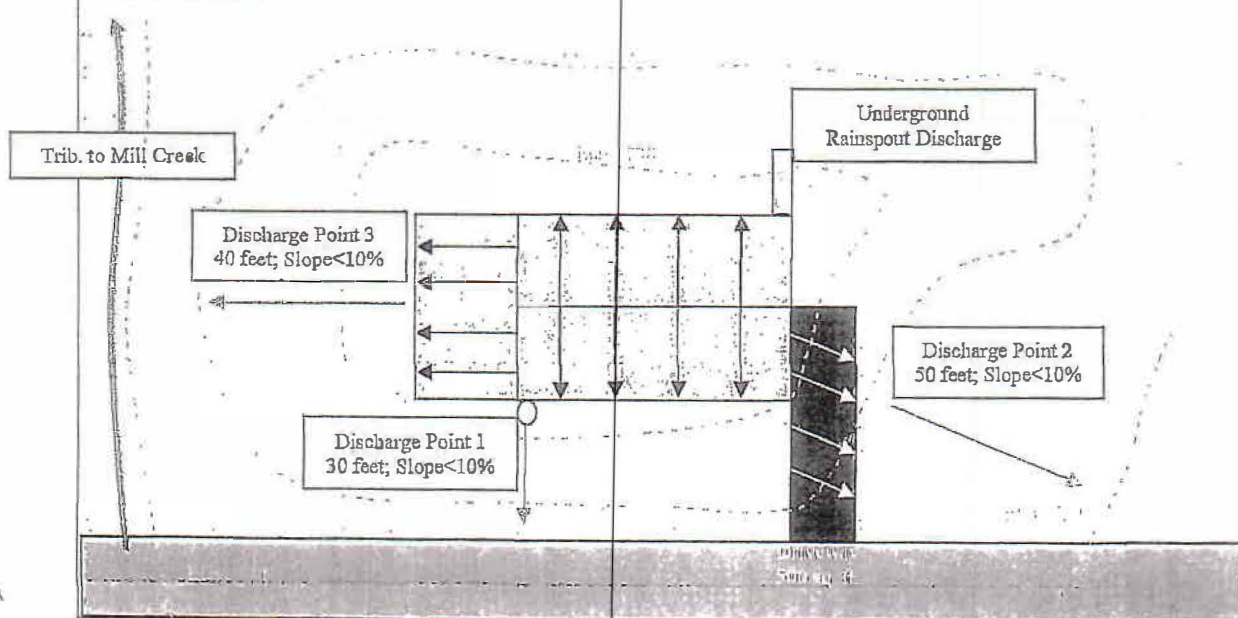 Underground
Rainspout Discharge
Trib. to Mill Creek
Discharge Point 3
40 feet; Slope<10%
Discharge Point 2
50 feet; Slope<10%
Discharge Point 1
30 feet; Slope<10%